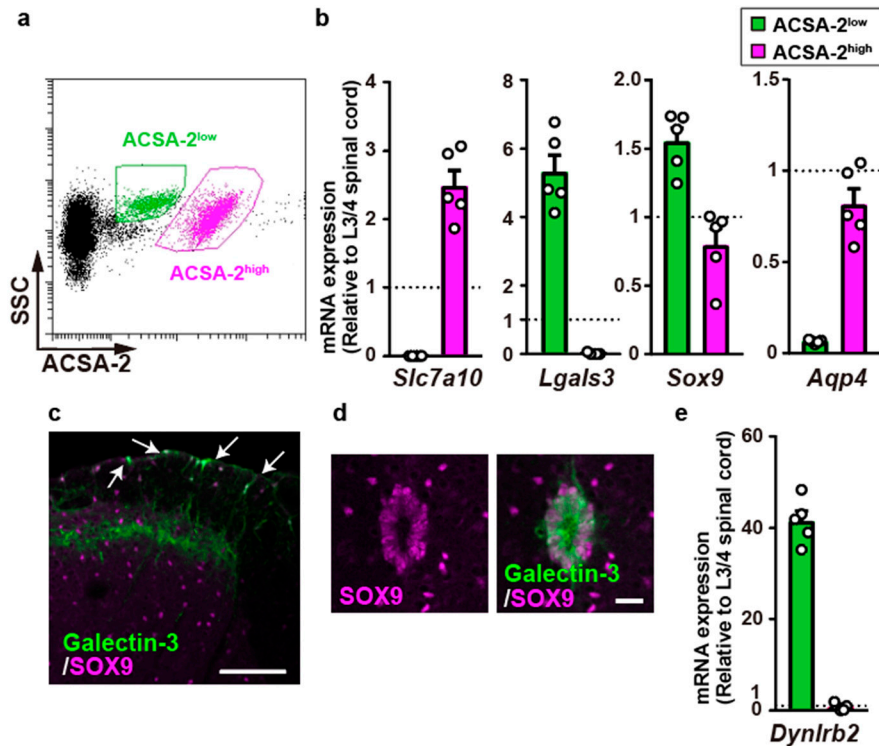 a
SSC
ACSA-2
ACSA-2low
ACSA-2high
b
ACSA-2low
ACSA-2high
mRNA expression
(Relative to L3/4 spinal cord)
4
3
2
1
0
Slc7a10
8
6
4
2
1
0
Lgals3
2.0
1.5
1
0.5
0
Sox9
1.5
1
0.5
0
Aqp4
c
Galectin-3
/SOX9
d
SOX9
Galectin-3
/SOX9
e
mRNA expression
(Relative to L3/4 spinal cord)
60
40
20
1
0
Dynlrb2